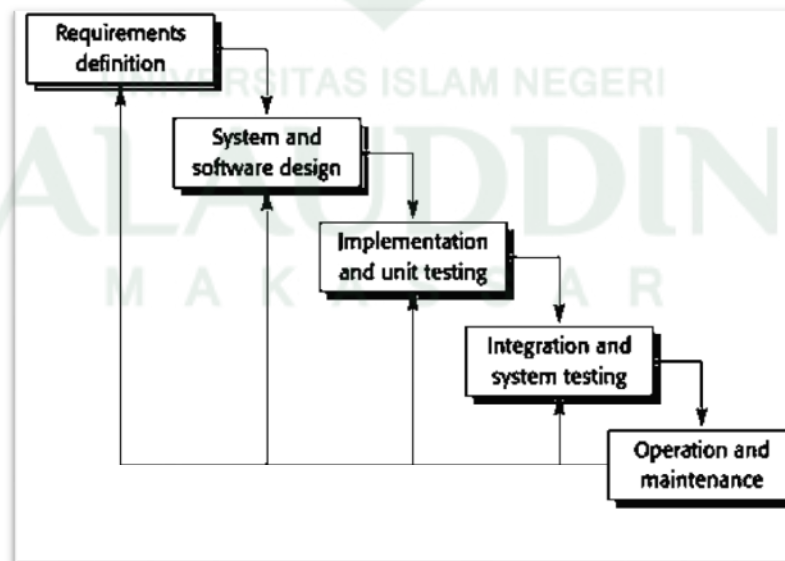 Requirements
definition
UNIVERSITAS ISLAM NEGERI
System and
software design
ALAUDDIN
Implementation
and unit testing
MAKASSAR
Integration and
system testing
Operation and
maintenance